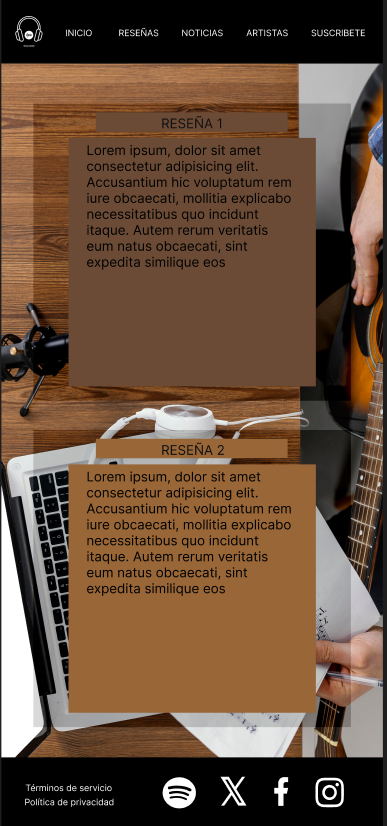 INICIO RESEÑAS NOTICIAS ARTISTAS SUSCRIBETE
RESEÑA 1
Lorem ipsum, dolor sit amet
consectetur adipisicing elit.
Accusantium hic voluptatum rem
iure obcaecati, mollitia explicabo
necessitatibus quo incidunt
itaque. Autem rerum veritatis
eum natus obcaecati, sint
expedita similique eos
RESEÑA 2
Lorem ipsum, dolor sit amet
consectetur adipisicing elit.
Accusantium hic voluptatum rem
iure obcaecati, mollitia explicabo
necessitatibus quo incidunt
itaque. Autem rerum veritatis
eum natus obcaecati, sint
expedita similique eos
Términos de servicio
Política de privacidad